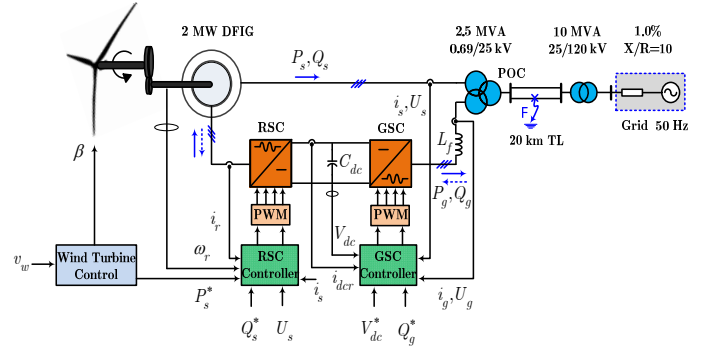 2 MW DFIG
P_s, Q_s
2,5 MVA
0.69/25 kV
10 MVA
25/120 kV
1,0%
X/R=10
POC
i_s, U_s
F
20 km TL
Grid 50 Hz
RSC
GSC
L_f
C_dc
β
P_g, Q_g
PWM
PWM
i_r
V_dc
ω_r
v_w
Wind Turbine
Control
RSC
Controller
GSC
Controller
i_dcr
P_s^*
i_s
i_g, U_g
Q_s^*
U_s
V_dc^*
Q_g^*